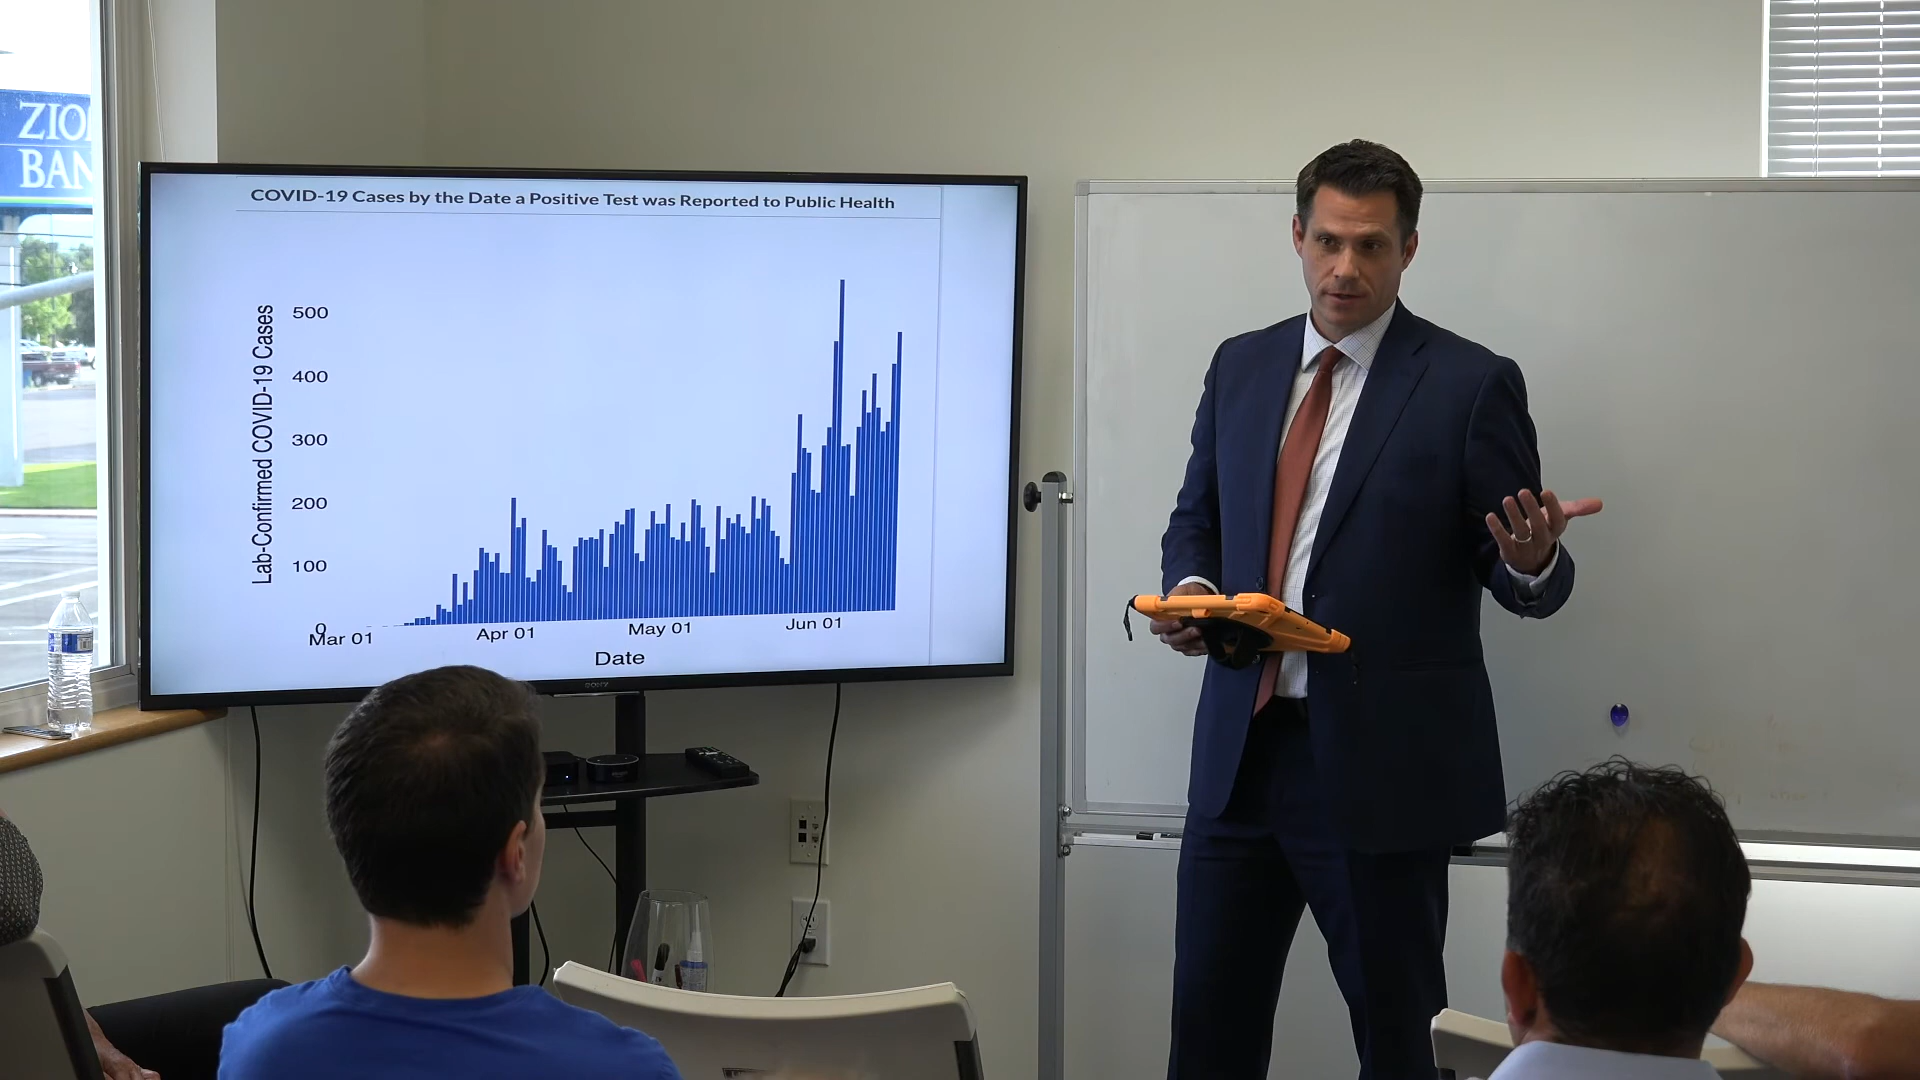 ZIO
BAN
COVID-19 Cases by the Date a Positive Test was Reported to Public Health
Lab-Confirmed COVID-19 Cases
500
400
300
200
100
0
Mar 01
Apr 01
May 01
Jun 01
Date
SONY